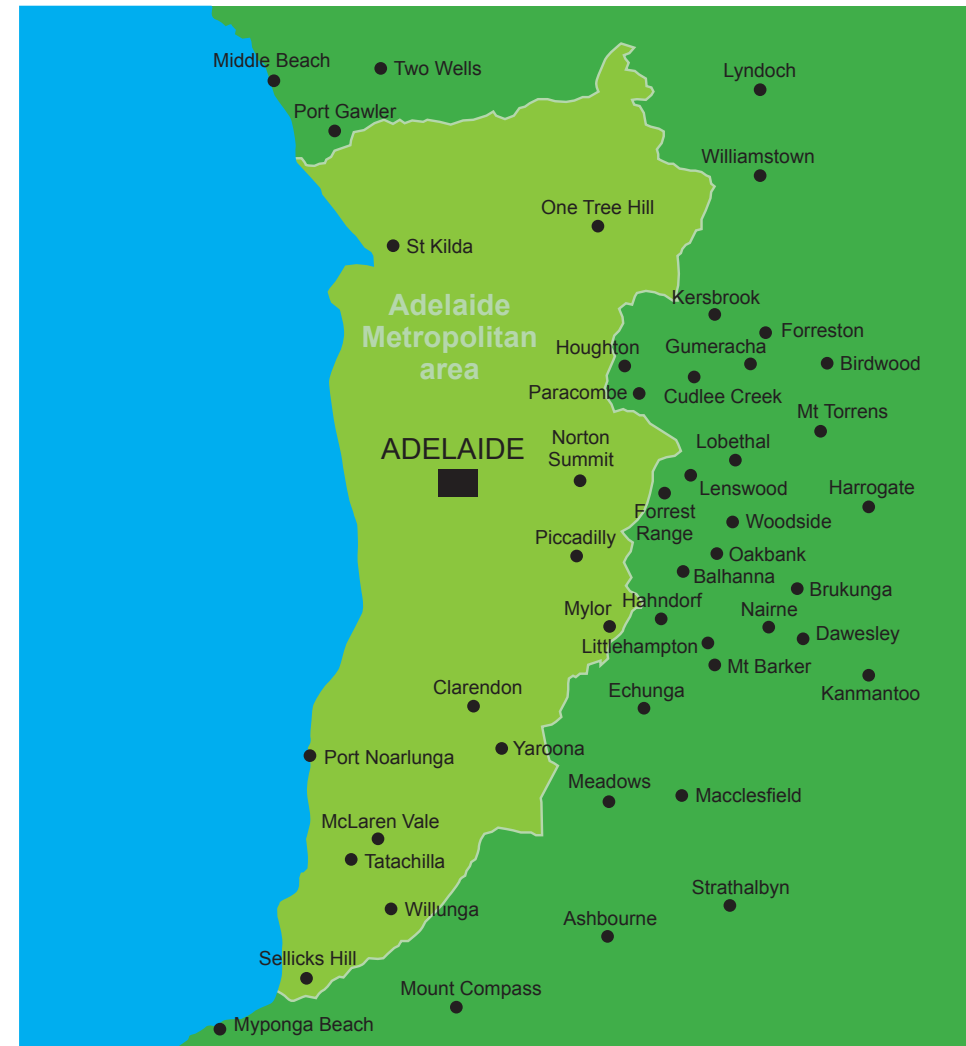 Middle Beach
Two Wells
Lyndoch
Port Gawler
Williamstown
One Tree Hill
St Kilda
Adelaide
Metropolitan
area
Kersbrook
Forreston
Houghton
Gumeracha
Birdwood
Paracombe
Cudlee Creek
Mt Torrens
ADELAIDE
Norton
Summit
Lobethal
Lenswood
Harrogate
Forrest
Range
Woodside
Piccadilly
Oakbank
Balhanna
Brukunga
Mylor
Hahndorf
Nairne
Dawesley
Littlehampton
Mt Barker
Clarendon
Echunga
Kanmantoo
Port Noarlunga
Yaroona
Meadows
Macclesfield
McLaren Vale
Tatachilla
Strathalbyn
Willunga
Ashbourne
Sellicks Hill
Mount Compass
Myponga Beach